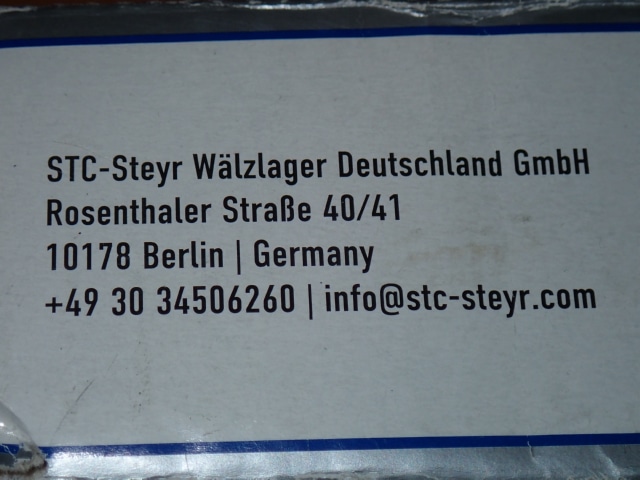 STC-Steyr Wälzlager Deutschland GmbH
Rosenthaler Straße 40/41
10178 Berlin | Germany
+49 30 34506260 | info@stc-steyr.com